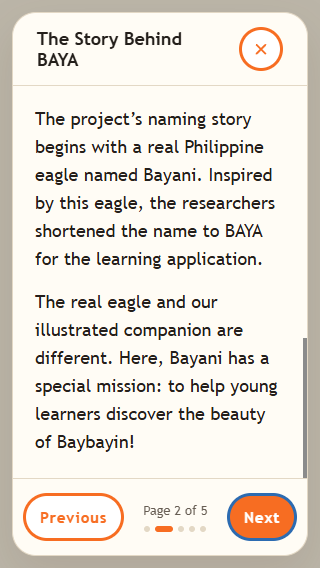 The Story Behind
BAYA
×
The project’s naming story
begins with a real Philippine
eagle named Bayani. Inspired
by this eagle, the researchers
shortened the name to BAYA
for the learning application.
The real eagle and our
illustrated companion are
different. Here, Bayani has a
special mission: to help young
learners discover the beauty
of Baybayin!
Previous
Page 2 of 5
Next